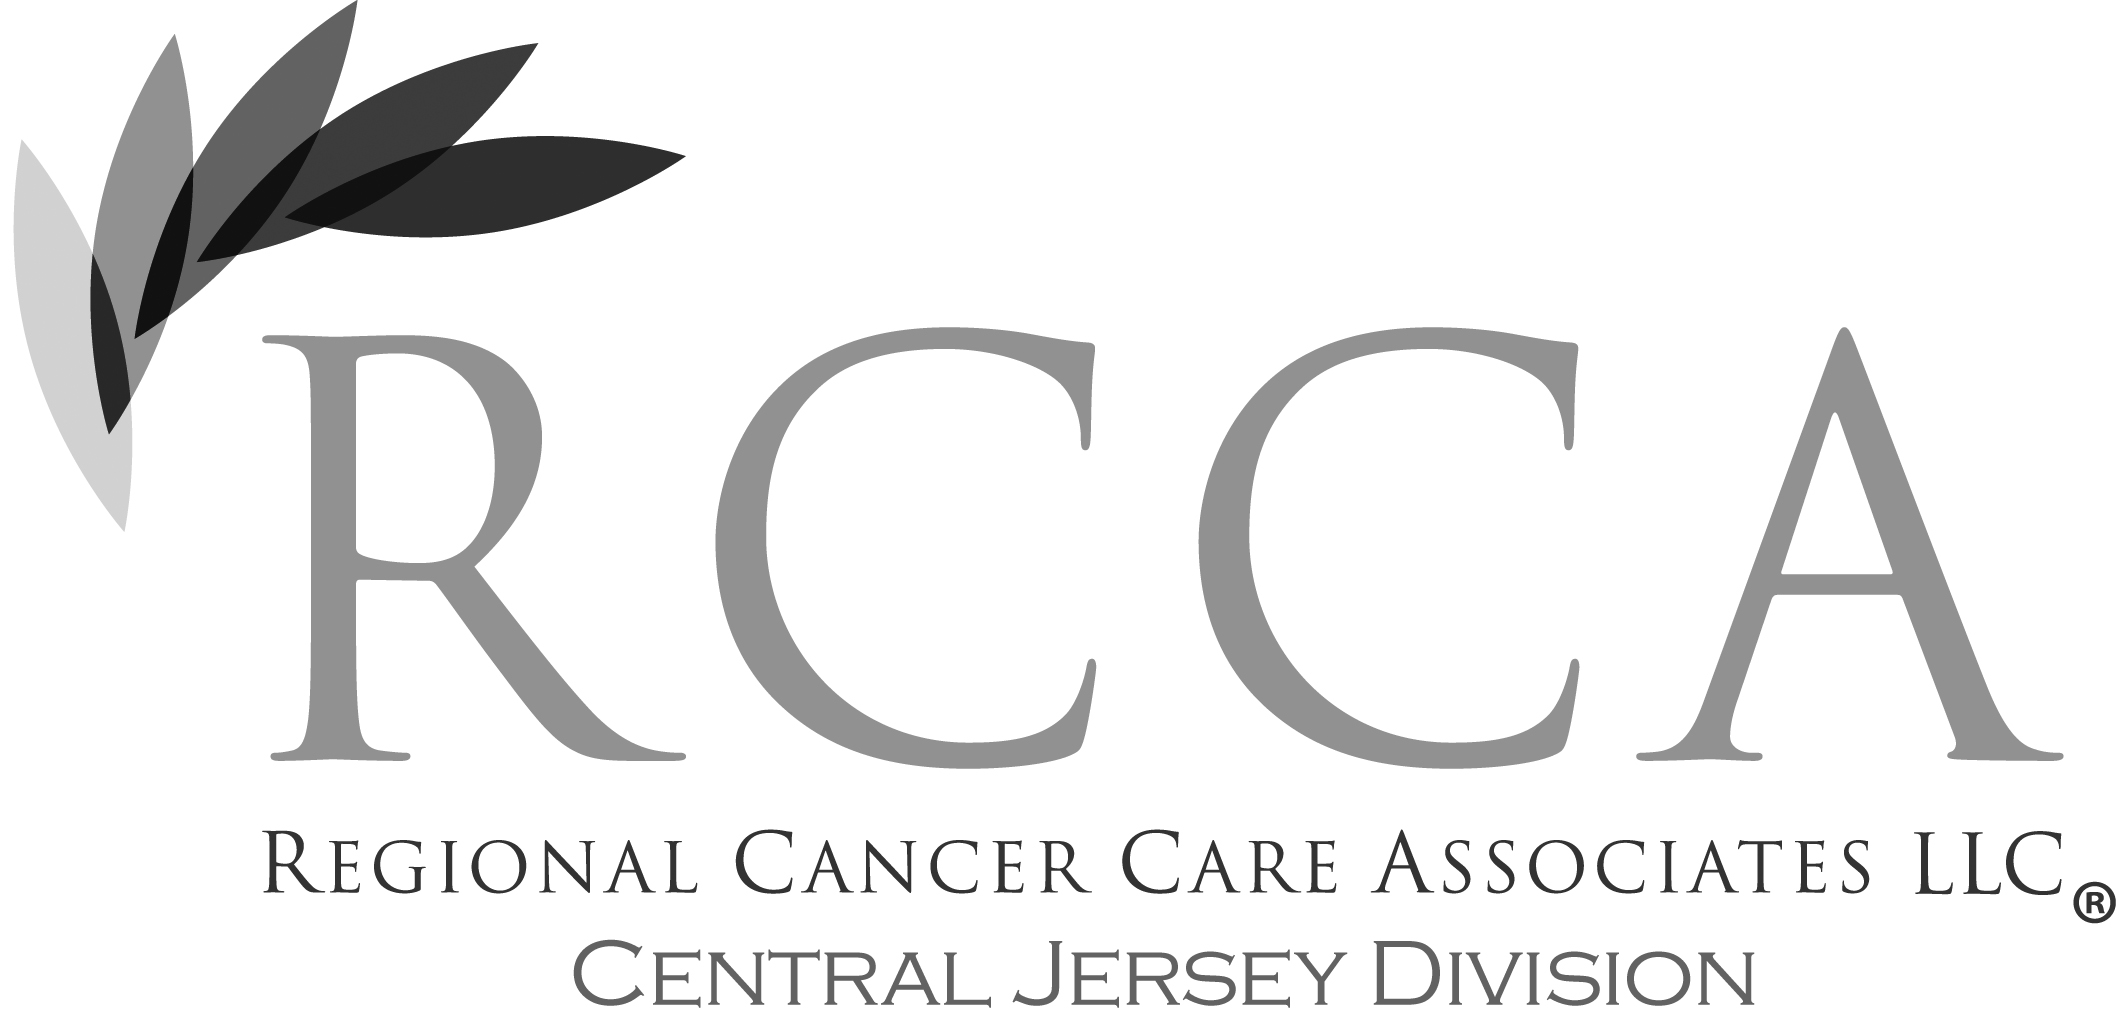 RCCA
REGIONAL CANCER CARE ASSOCIATES LLC®
CENTRAL JERSEY DIVISION